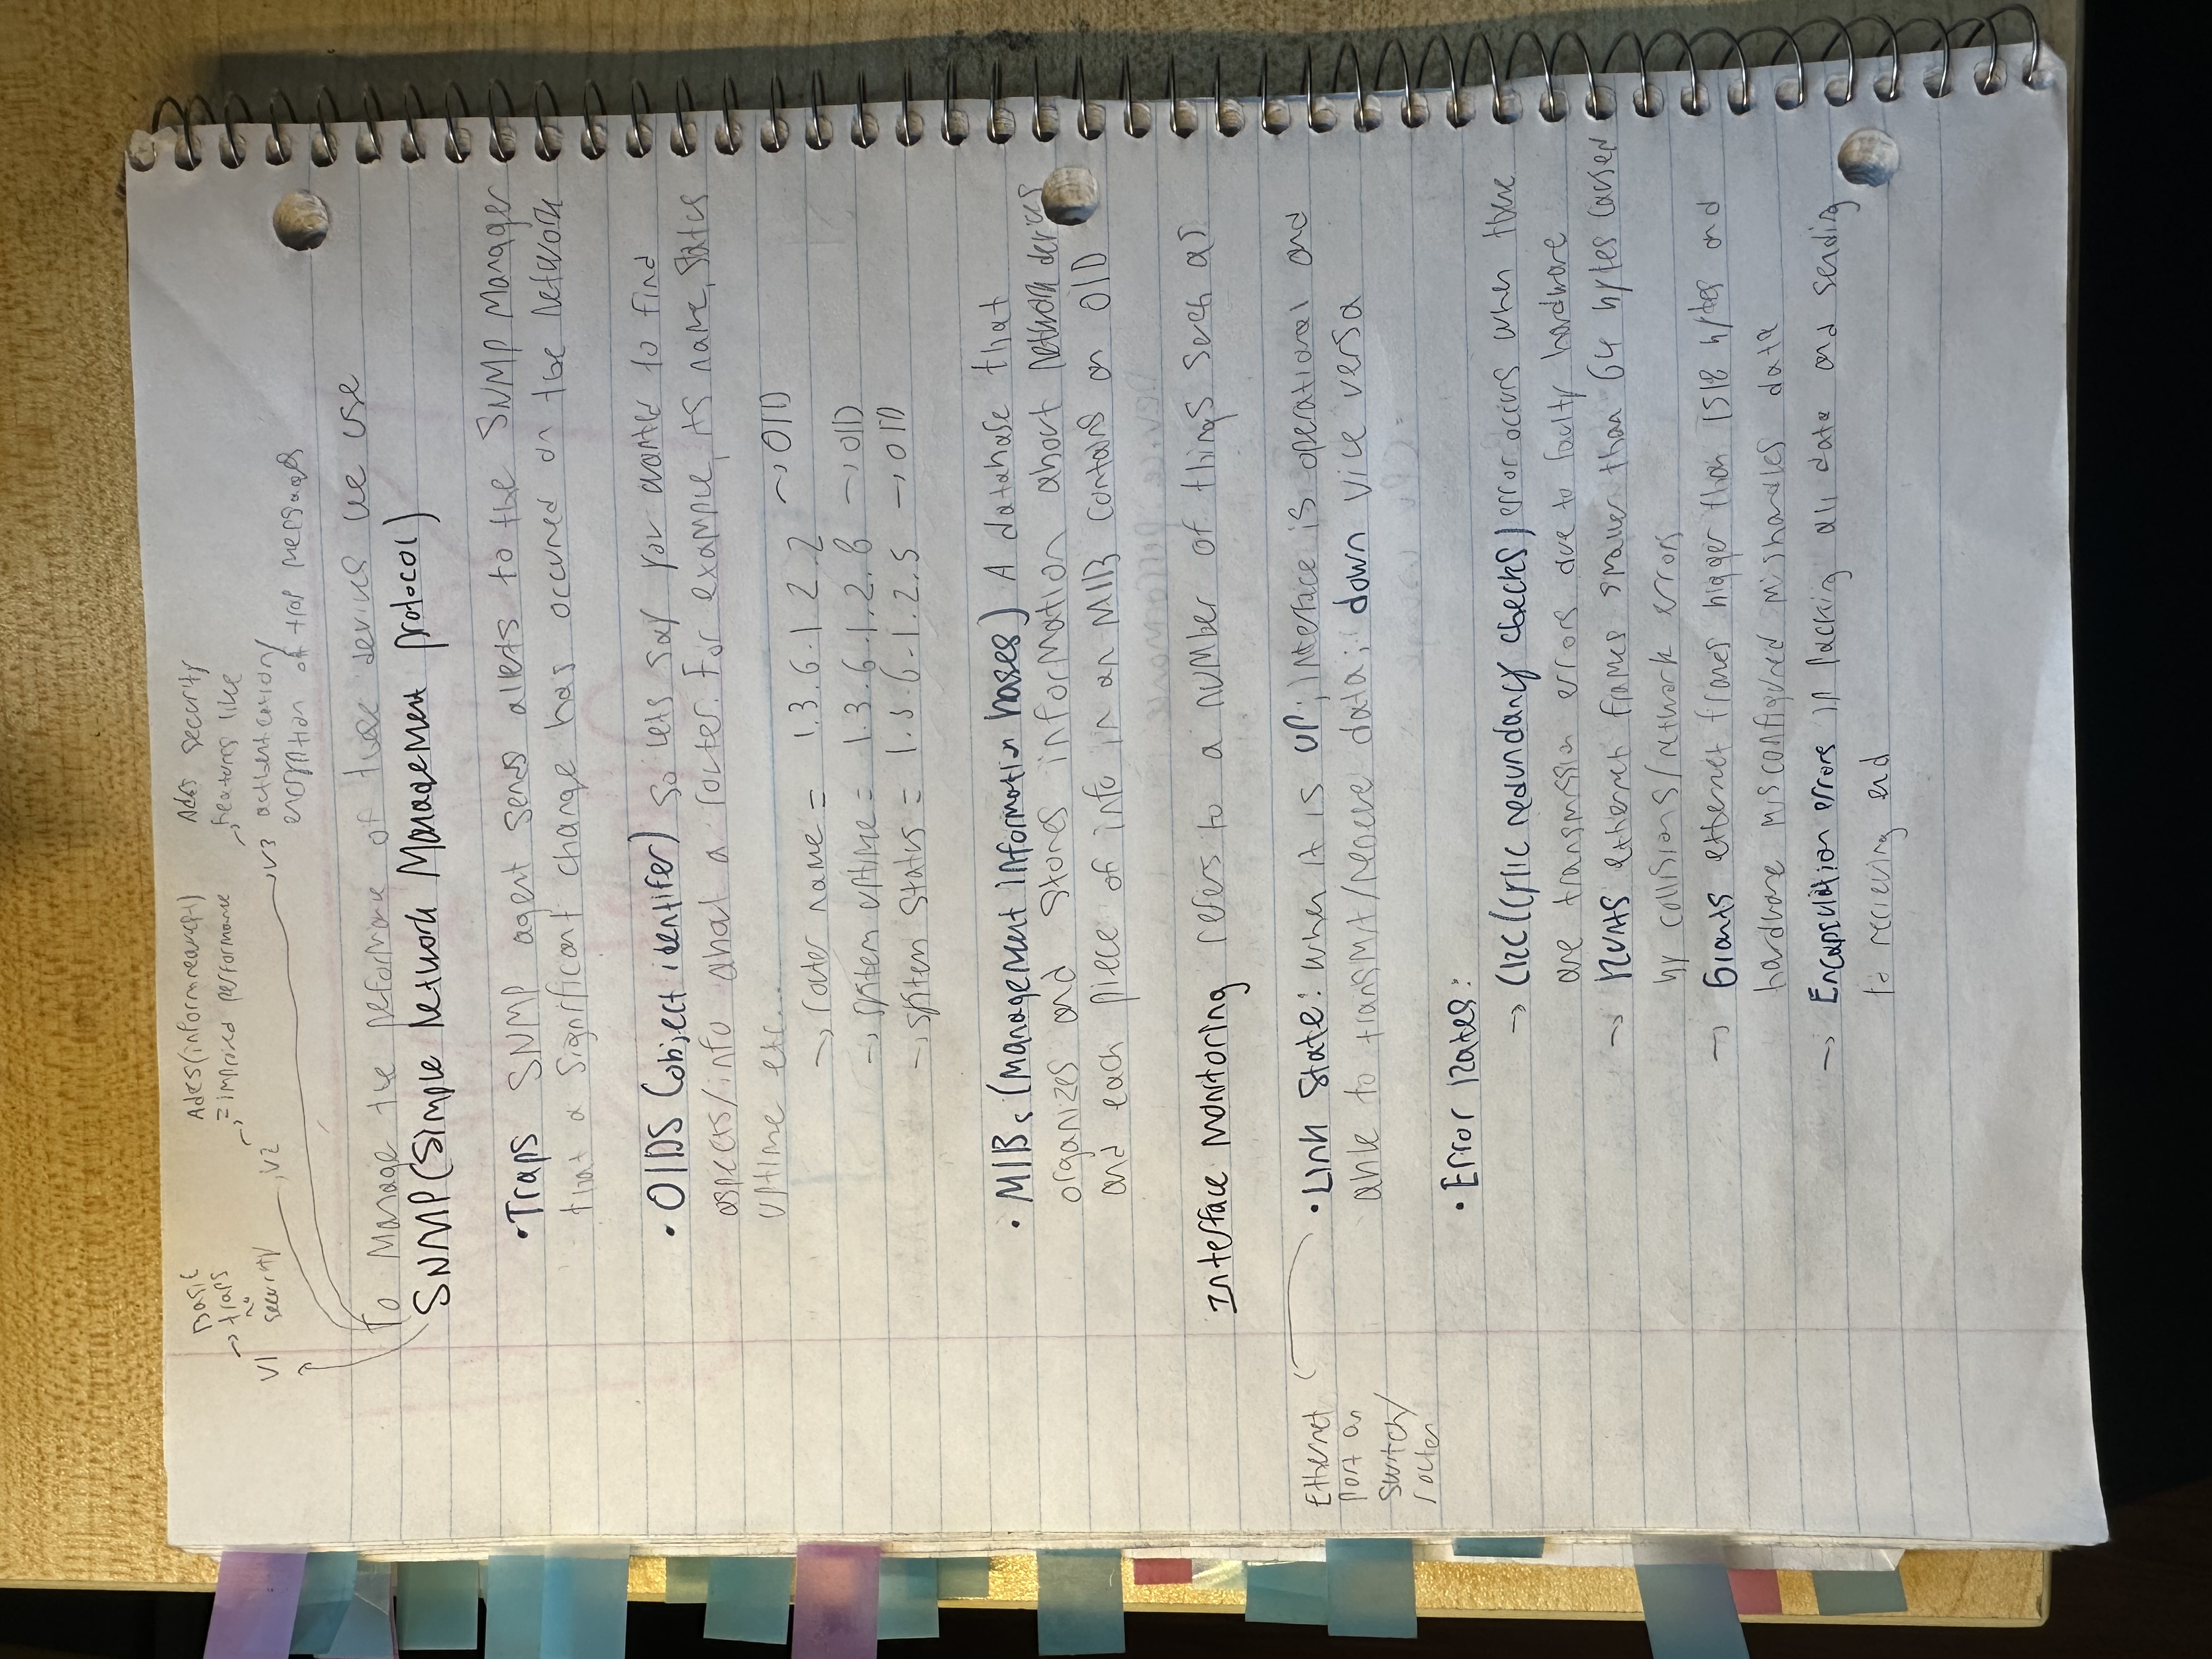 Basic
→ traps
no
V1 security
Adds (informrequest)
→ = improved performance
V2
Adds security
→ features like
V3 authentication/
encryption of trap messages
To manage the performance of these devices we use
SNMP (Simple Network Management protocol)
• Traps SNMP agent sends alerts to the SNMP Manager
that a significant change has occured on the network
• OIDS (object identifer) so lets say you wanted to find
aspects/info about a router. For example, its name, status
uptime etc...
→ router name = 1.3.6.1 2.2 → OID
→ system uptime = 1.3.6.1.2.8 → OID
→ system status = 1.3.6.1.2.5 → OID
• MIBs (Management information bases) A database that
organizes and stores information about network devices
and each piece of info in an MIB contains an OID
Interface monitoring refers to a number of things such as
• Link State: when it is UP; interface is operational and
able to transmit/recieve data; down vice versa
Ethernet
port on
switch/
router
• Error Rates:
→ CRC (cyclic redundancy checks) error occurs when there
are transmission errors due to faulty hardware
→ Runts ethernet frames smaller than 64 bytes caused
by collisions/network errors
→ Giants ethernet frames bigger than 1518 bytes and
hardware misconfigured mishandles data
→ Encapsulation errors in packing all data and sending
to recieving end